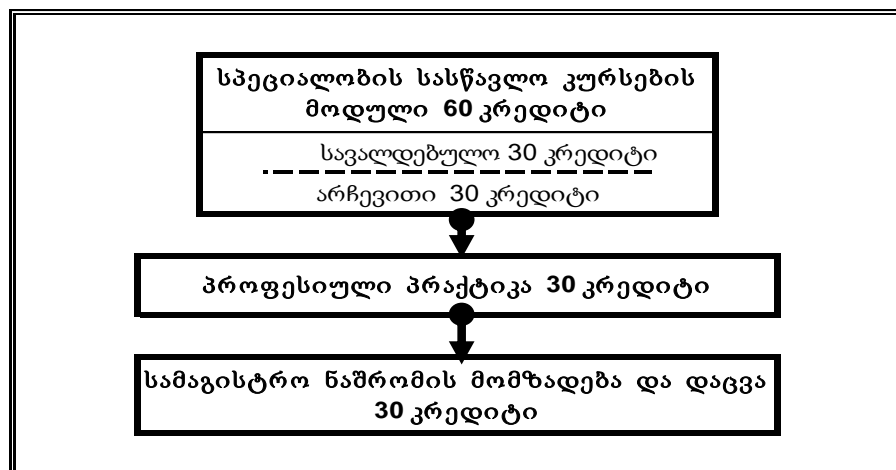 სპეციალობის სასწავლო კურსების
მოდული 60 კრედიტი
სავალდებულო 30 კრედიტი
არჩევითი 30 კრედიტი
პროფესიული პრაქტიკა 30 კრედიტი
სამაგისტრო ნაშრომის მომზადება და დაცვა
30 კრედიტი